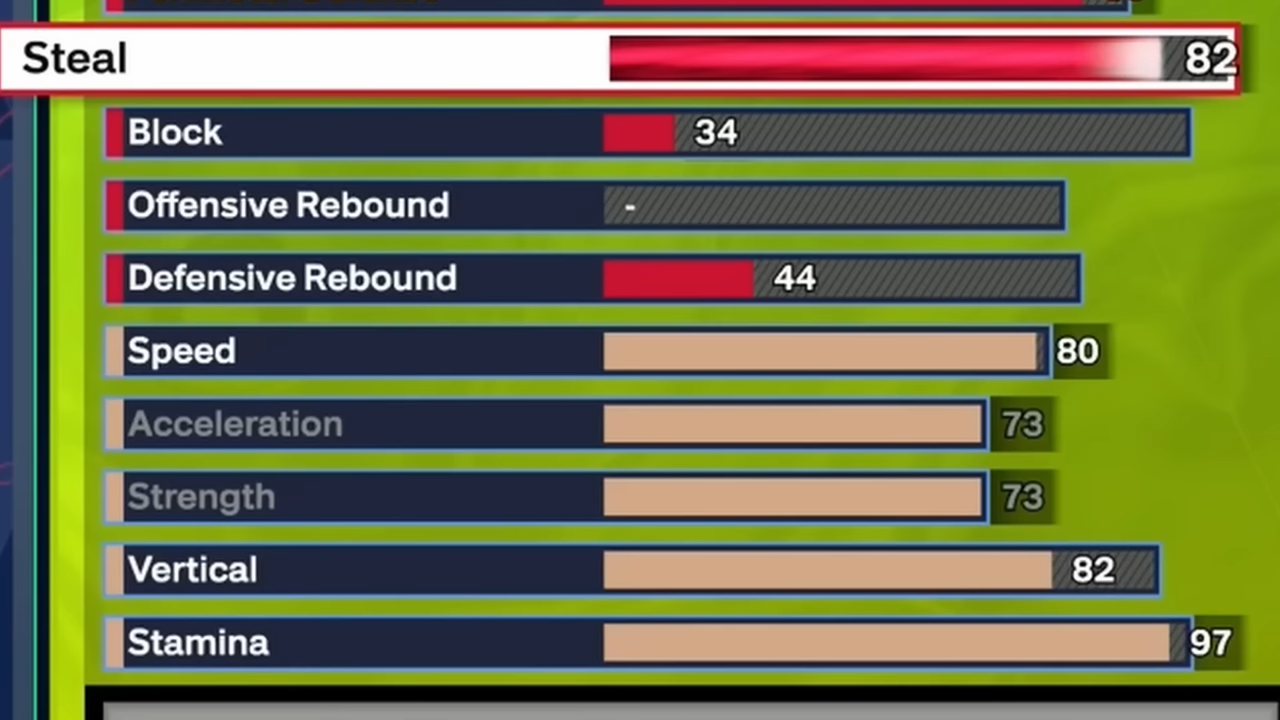 Steal 82
Block 34
Offensive Rebound -
Defensive Rebound 44
Speed 80
Acceleration 73
Strength 73
Vertical 82
Stamina 97